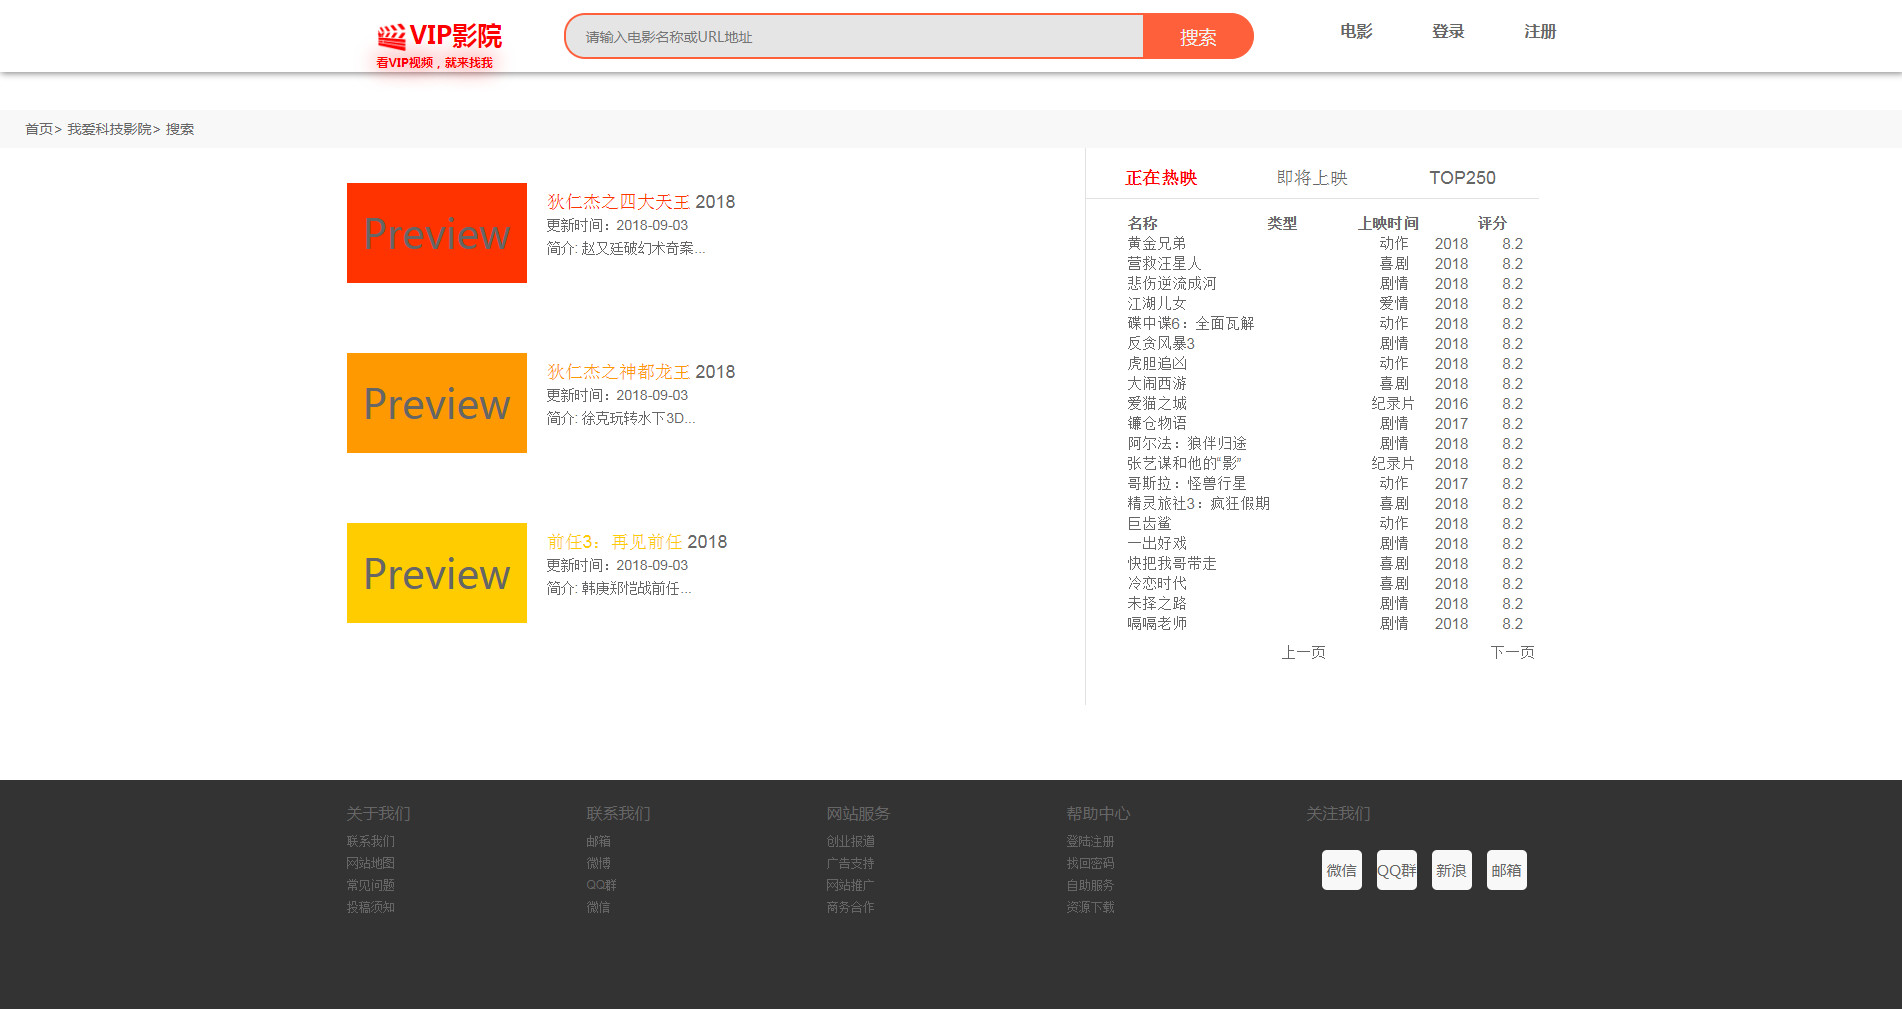 VIP影院
看VIP视频，就来找我
请输入电影名称或URL地址
搜索
电影 登录 注册
首页> 我爱科技影院> 搜索
Preview
狄仁杰之四大天王 2018
更新时间：2018-09-03
简介: 赵又廷破幻术奇案...
Preview
狄仁杰之神都龙王 2018
更新时间：2018-09-03
简介: 徐克玩转水下3D...
Preview
前任3：再见前任 2018
更新时间：2018-09-03
简介: 韩庚郑恺战前任...
正在热映 即将上映 TOP250
名称 类型 上映时间 评分
黄金兄弟 动作 2018 8.2
营救汪星人 喜剧 2018 8.2
悲伤逆流成河 剧情 2018 8.2
江湖儿女 爱情 2018 8.2
碟中谍6：全面瓦解 动作 2018 8.2
反贪风暴3 剧情 2018 8.2
虎胆追凶 动作 2018 8.2
大闹西游 喜剧 2018 8.2
爱猫之城 纪录片 2016 8.2
镰仓物语 剧情 2017 8.2
阿尔法：狼伴归途 剧情 2018 8.2
张艺谋和他的“影” 纪录片 2018 8.2
哥斯拉：怪兽行星 动作 2017 8.2
精灵旅社3：疯狂假期 喜剧 2018 8.2
巨齿鲨 动作 2018 8.2
一出好戏 剧情 2018 8.2
快把我哥带走 喜剧 2018 8.2
冷恋时代 喜剧 2018 8.2
未择之路 剧情 2018 8.2
嗝嗝老师 剧情 2018 8.2
上一页 下一页
关于我们
联系我们
网站地图
常见问题
投稿须知
联系我们
邮箱
微博
QQ群
微信
网站服务
创业报道
广告支持
网站推广
商务合作
帮助中心
登陆注册
找回密码
自助服务
资源下载
关注我们
微信 QQ群 新浪 邮箱